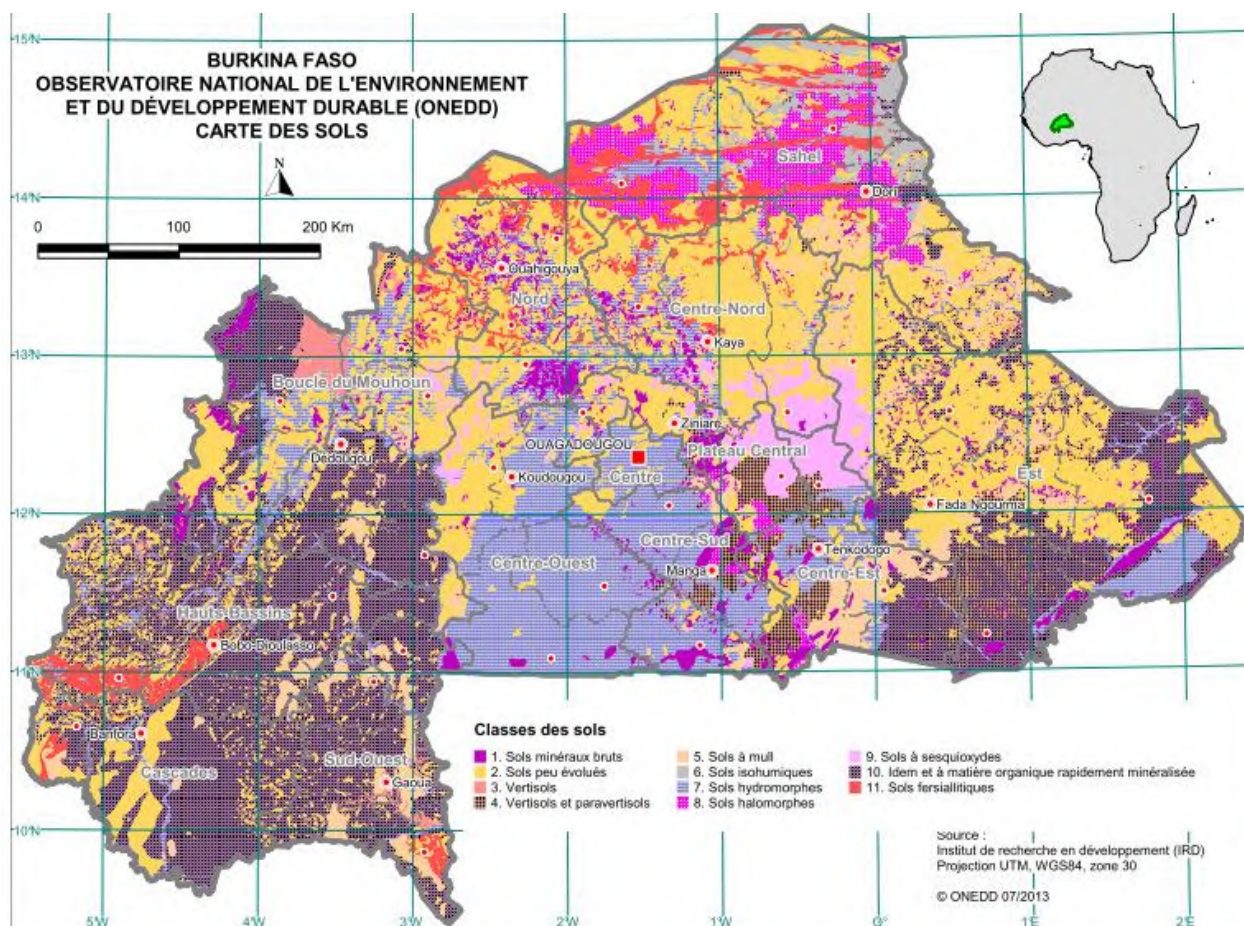 BURKINA FASO
OBSERVATOIRE NATIONAL DE L'ENVIRONNEMENT
ET DU DÉVELOPPEMENT DURABLE (ONEDD)
CARTE DES SOLS
N
0 100 200 Km
15°N
14°N
13°N
12°N
11°N
10°N
Sahel
Dori
Ouahigouya
Nord
Centre-Nord
Kaya
Boucle du Mouhoun
Ziniaré
OUAGADOUGOU
Plateau Central
Dédougou
Koudougou
Centre
Est
Fada Ngourma
Centre-Sud
Tenkodogo
Centre-Ouest
Manga
Centre-Est
Hauts Bassins
Bobo-Dioulasso
Banfora
Cascades
Sud-Ouest
Gaoua
Classes des sols
1. Sols minéraux bruts
2. Sols peu évolués
3. Vertisols
4. Vertisols et paravertisols
5. Sols à mull
6. Sols isohumiques
7. Sols hydromorphes
8. Sols halomorphes
9. Sols à sesquioxydes
10. Idem et à matière organique rapidement minéralisée
11. Sols fersiallitiques
Source :
Institut de recherche en développement (IRD)
Projection UTM, WGS84, zone 30
© ONEDD 07/2013
5°W 4°W 3°W 2°W 1°W 0° 1°E 2°E